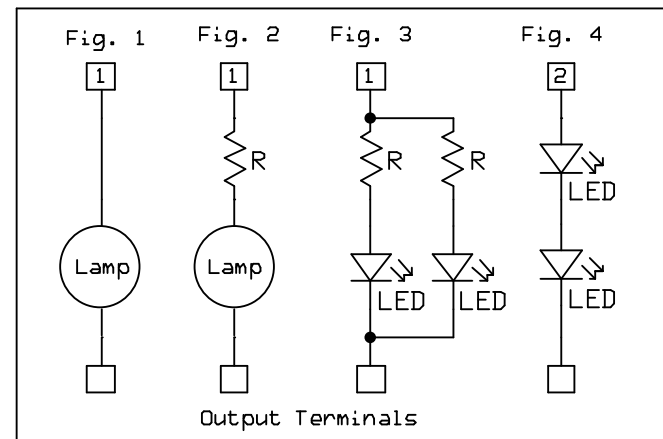 Fig. 1 Fig. 2 Fig. 3 Fig. 4
1 1 1 2
R R R
LED
Lamp Lamp
LED LED LED
Output Terminals